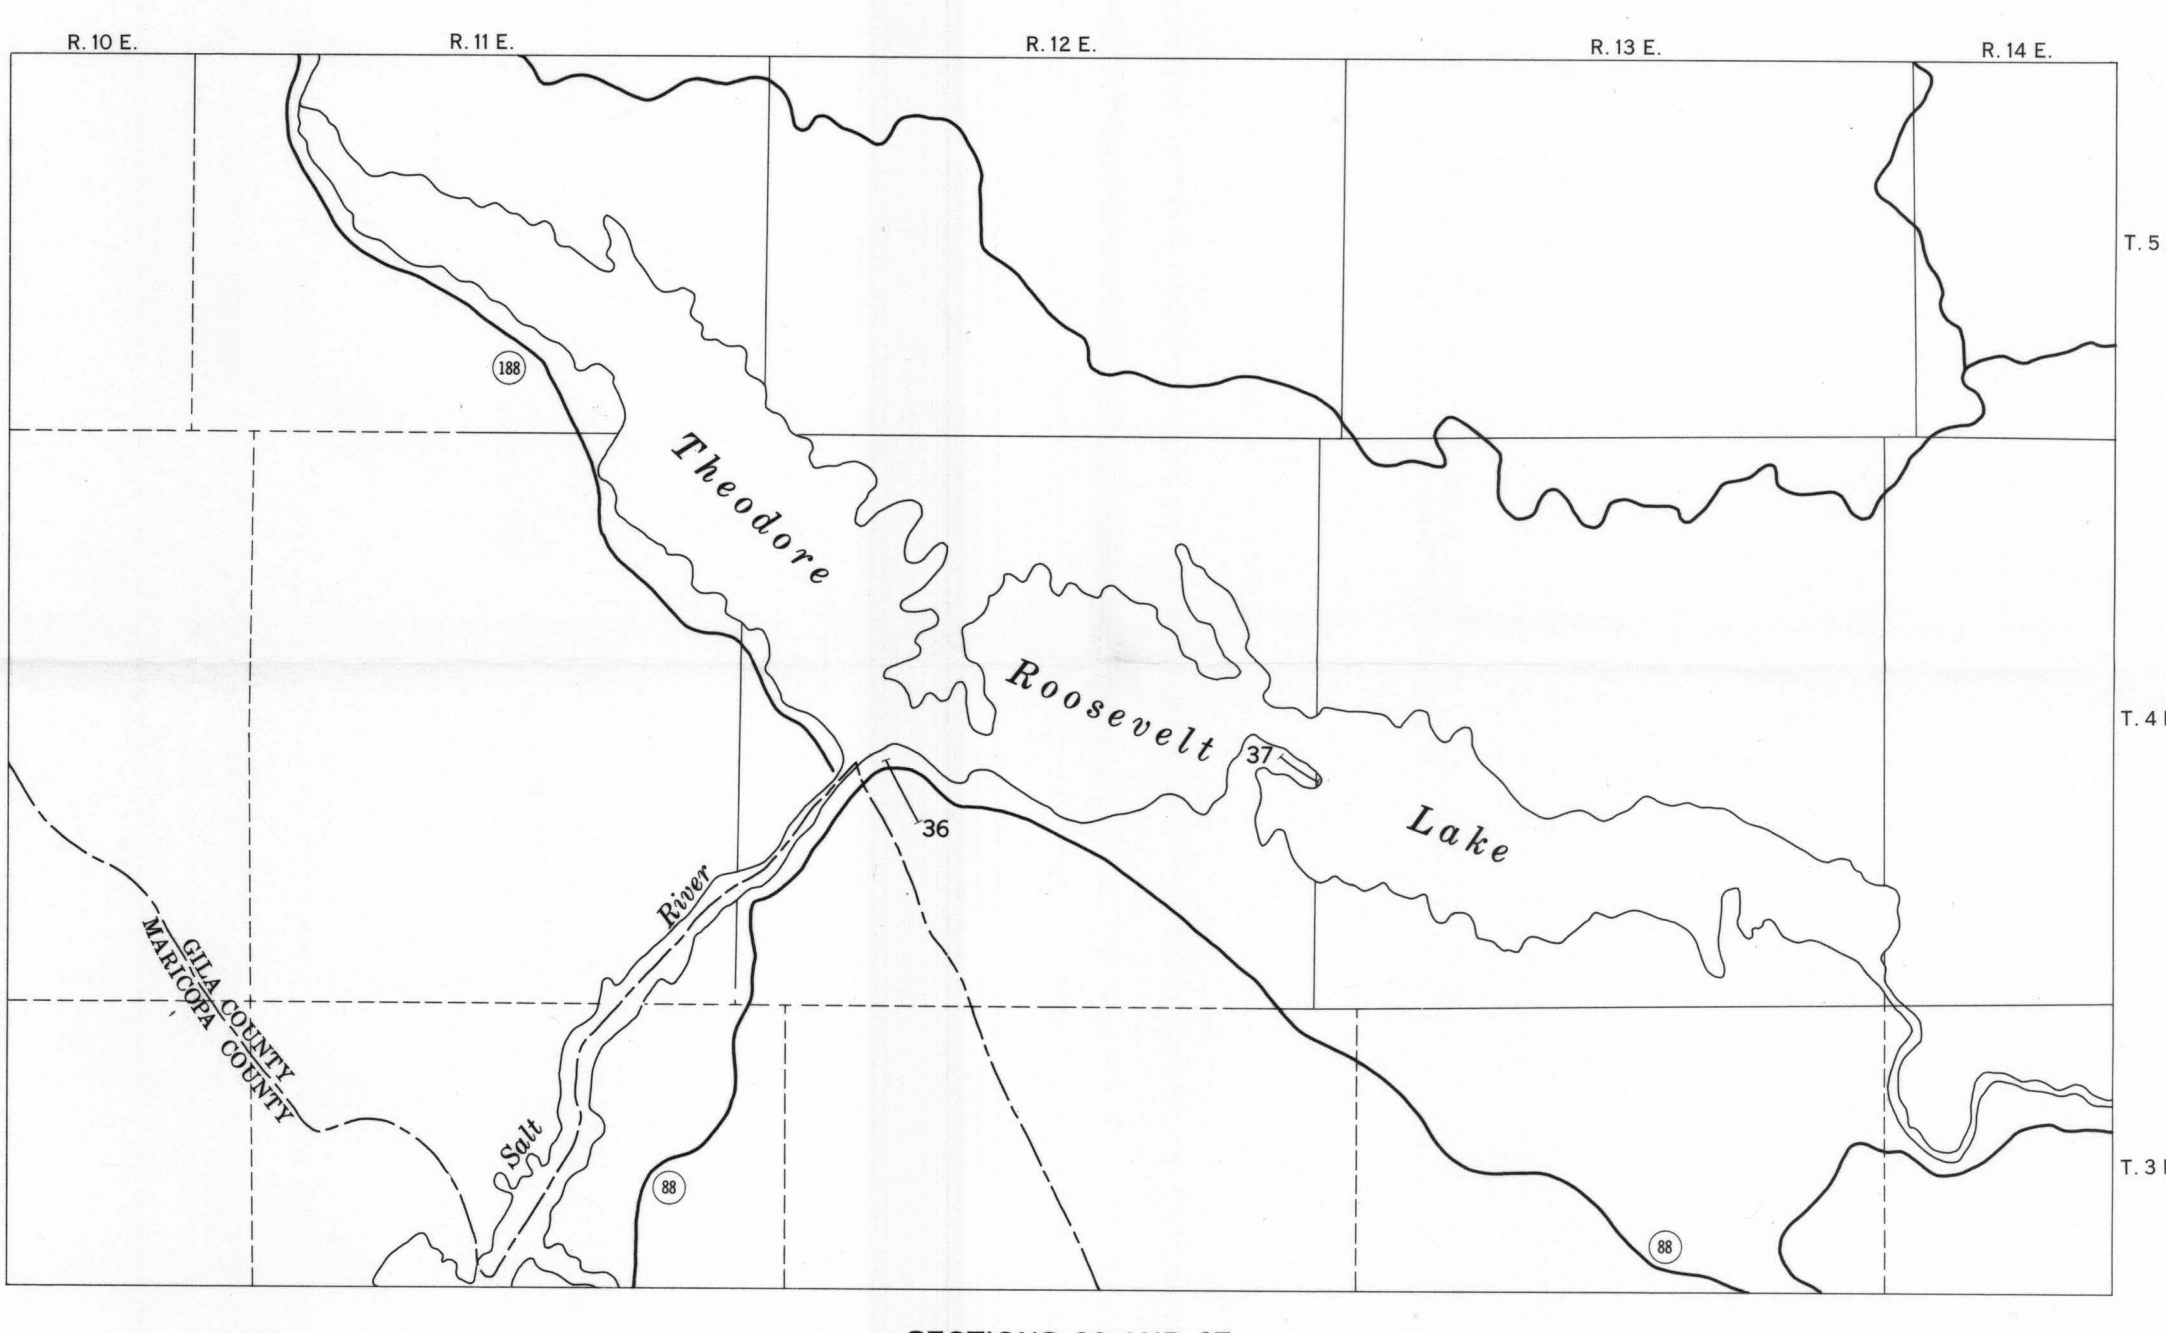 R. 10 E.
R. 11 E.
R. 12 E.
R. 13 E.
R. 14 E.
T. 5
188
Theodore
Roosevelt
T. 4
37
Lake
36
River
GILA COUNTY
MARICOPA COUNTY
Salt
T. 3
88
88